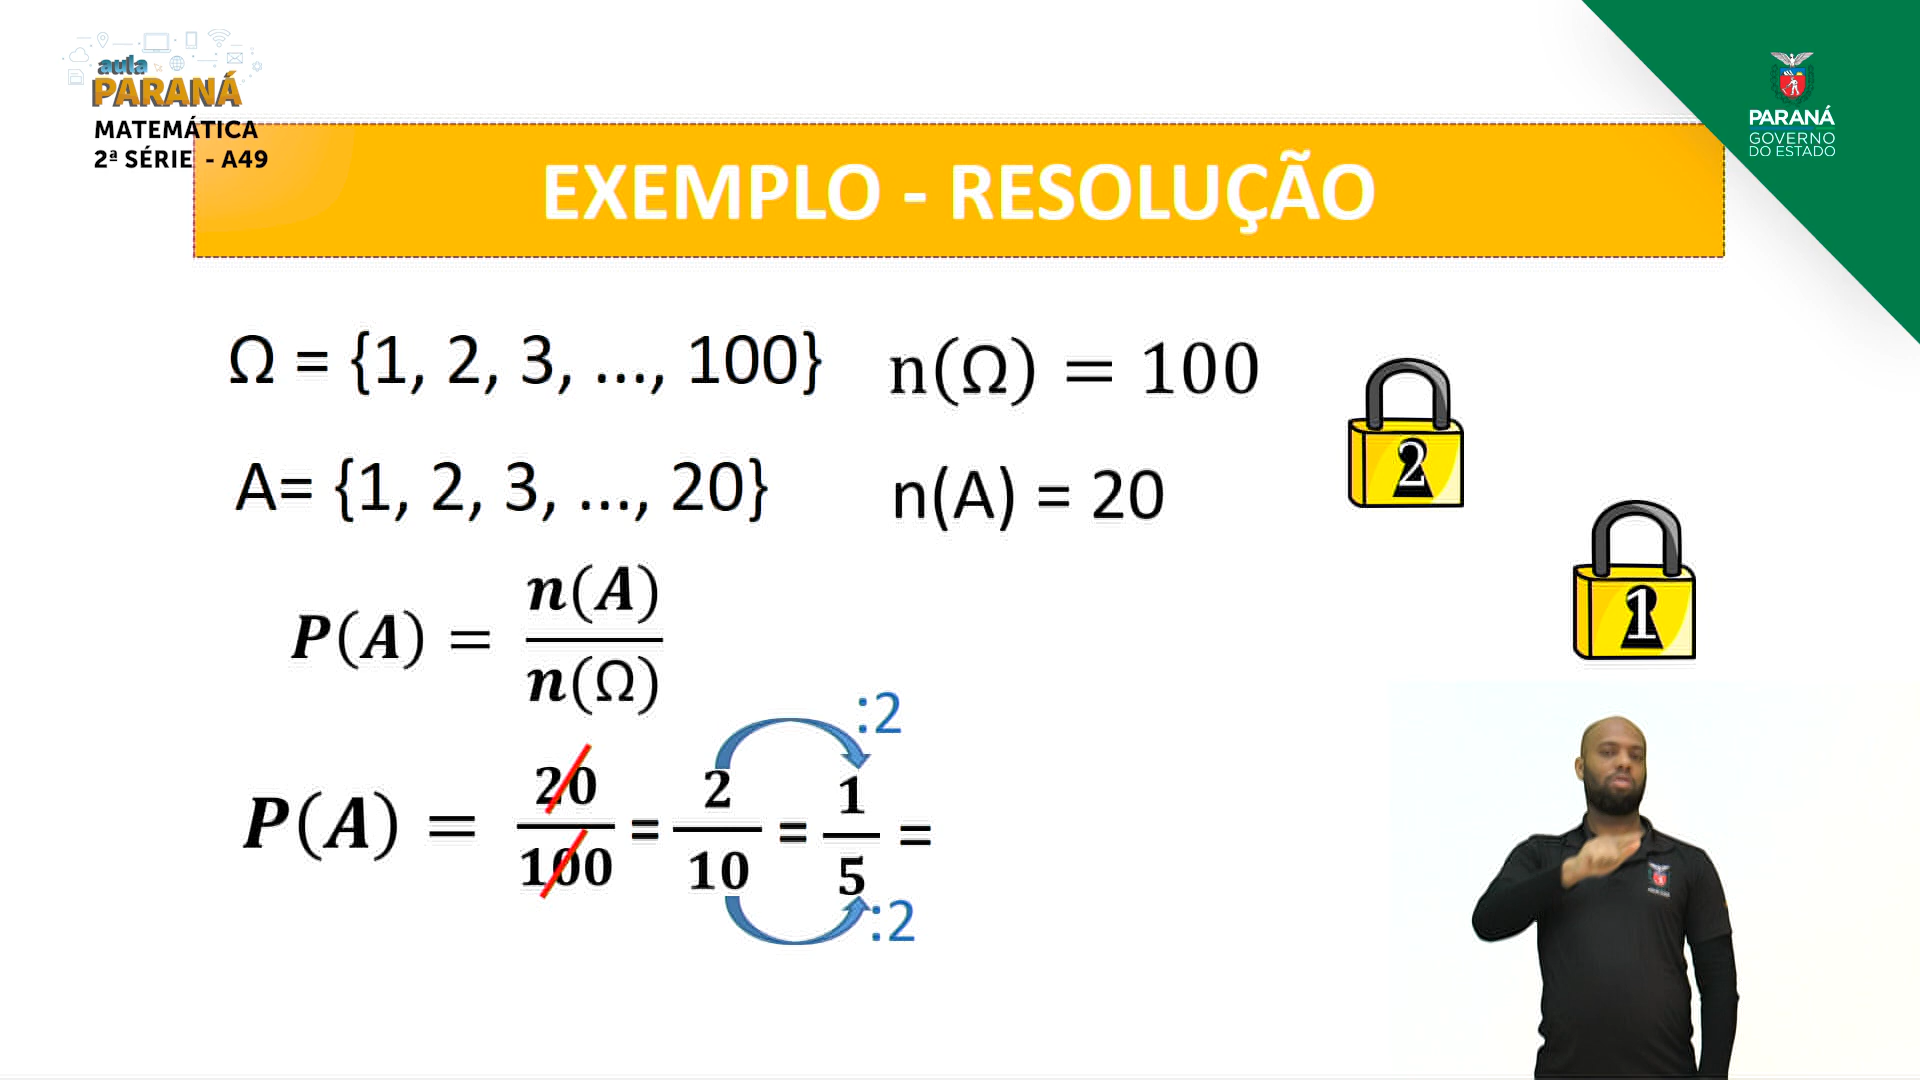 aula
PARANÁ
MATEMÁTICA
2ª SÉRIE - A49
PARANÁ
GOVERNO
DO ESTADO
EXEMPLO - RESOLUÇÃO
Ω = {1, 2, 3, ..., 100} n(Ω) = 100
A= {1, 2, 3, ..., 20} n(A) = 20
2
1
P(A) = n(A)/n(Ω)
:2
P(A) = 20/100 = 2/10 = 1/5 =
:2